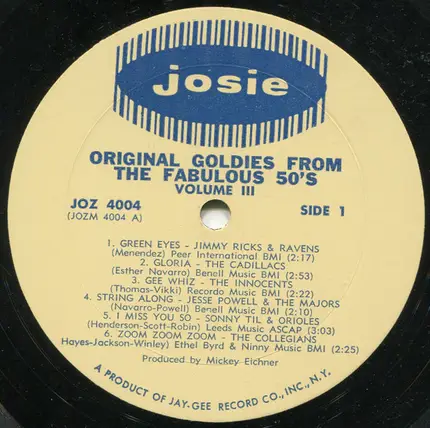 josie
ORIGINAL GOLDIES FROM
THE FABULOUS 50'S
VOLUME III
JOZ 4004
(JOZM 4004 A)
SIDE 1
1. GREEN EYES - JIMMY RICKS & RAVENS
(Menendez) Peer International BMI (2:17)
2. GLORIA - THE CADILLACS
(Esther Navarro) Benell Music BMI (2:53)
3. GEE WHIZ - THE INNOCENTS
(Thomas-Vikki) Recordo Music BMI (2:22)
4. STRING ALONG - JESSE POWELL & THE MAJORS
(Navarro-Powell) Benell Music BMI (2:10)
5. I MISS YOU SO - SONNY TIL & ORIOLES
(Henderson-Scott-Robin) Leeds Music ASCAP (3:03)
6. ZOOM ZOOM ZOOM - THE COLLEGIANS
Hayes-Jackson-Winley) Ethel Byrd & Ninny Music BMI (2:25)
Produced by Mickey Eichner
A PRODUCT OF JAY-GEE RECORD CO., INC., N.Y.